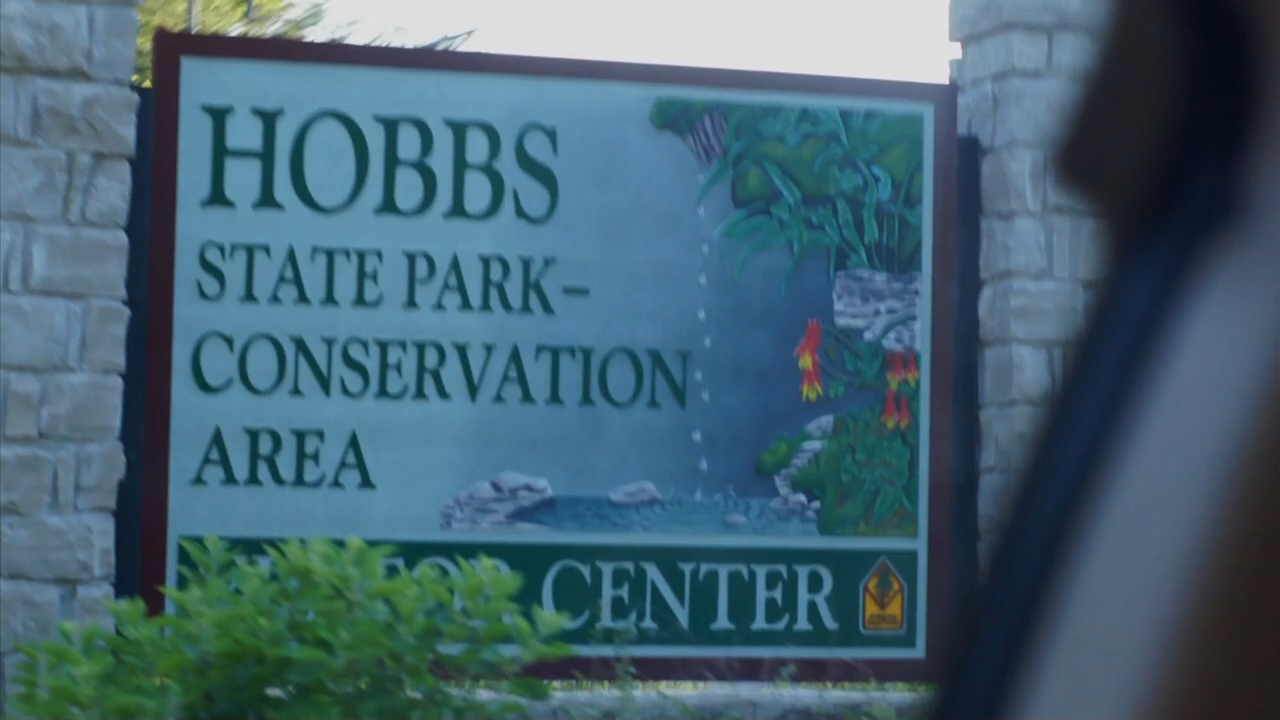 HOBBS
STATE PARK–
CONSERVATION
AREA
CENTER